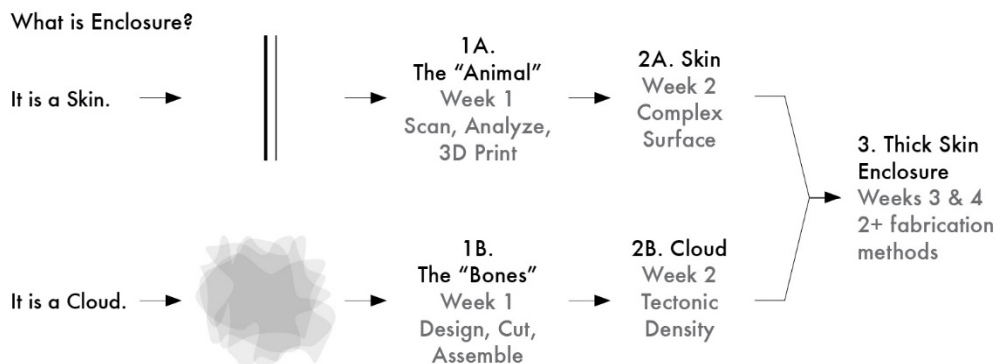 What is Enclosure?
It is a Skin.
1A.
The “Animal”
Week 1
Scan, Analyze,
3D Print
2A. Skin
Week 2
Complex
Surface
It is a Cloud.
1B.
The “Bones”
Week 1
Design, Cut,
Assemble
2B. Cloud
Week 2
Tectonic
Density
3. Thick Skin
Enclosure
Weeks 3 & 4
2+ fabrication
methods